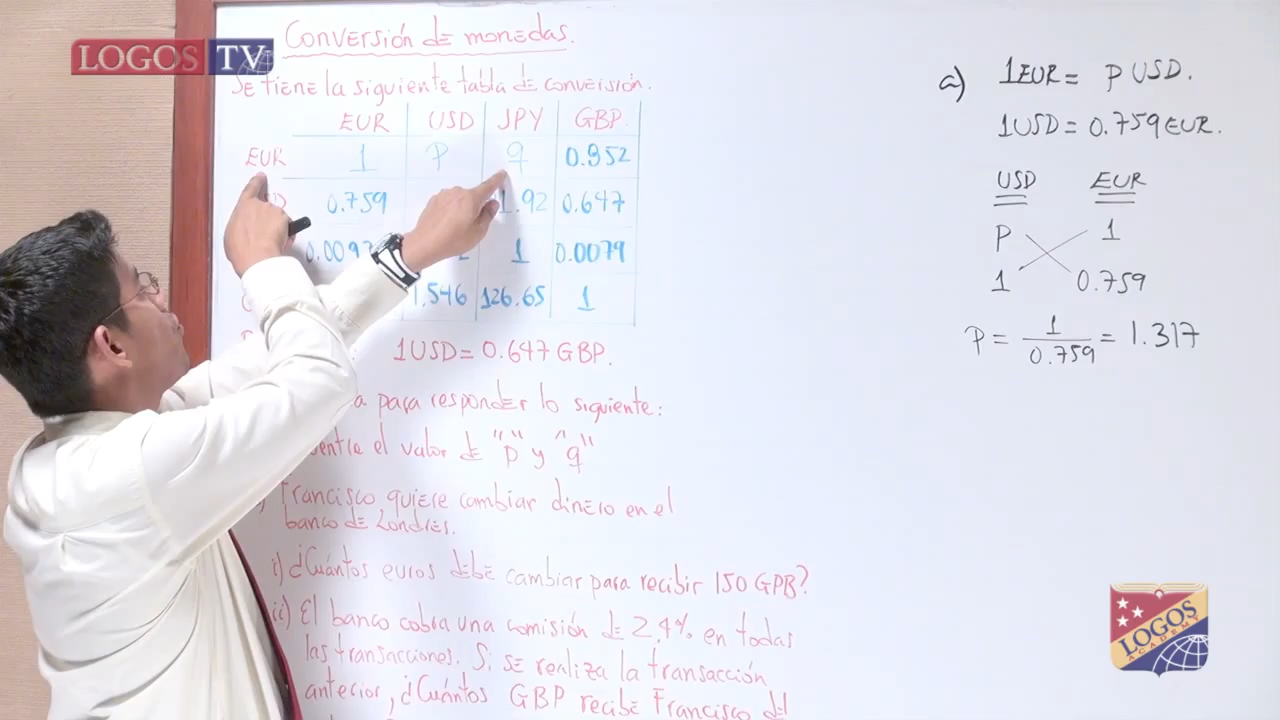 LOGOS TV
Conversión de monedas.
Se tiene la siguiente tabla de conversión.
EUR USD JPY GBP.
EUR 1 P q 0.852
0.759 1.92 0.647
1 0.0079
1.546 126.65 1
1USD = 0.647 GBP.
para responder lo siguiente:
el valor de "p" y "q"
Francisco quiere cambiar dinero en el
banco de Londres.
i) ¿Cuántos euros debe cambiar para recibir 150 GPB?
ii) El banco cobra una comisión de 2,4% en todas
las transacciones. Si se realiza la transacción
anterior, ¿Cuántos GBP recibe Francisco del
a) 1EUR = P USD.
1USD = 0.759 EUR.
USD EUR
P 1
1 0.759
P = 1 / 0.759 = 1.317
LOGOS
ACADEMY